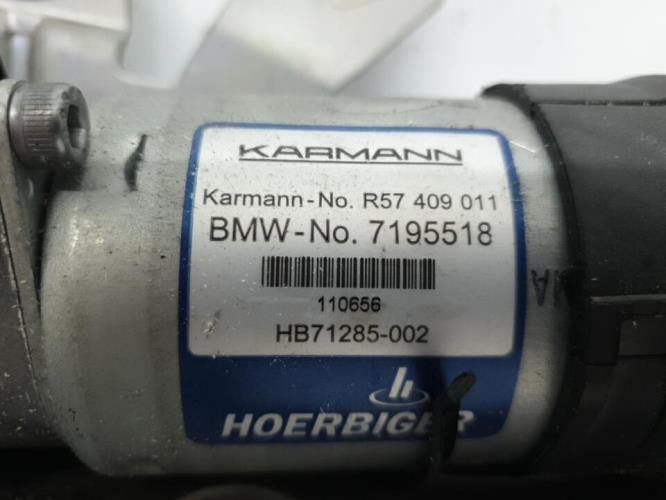 KARMANN
Karmann-No. R57 409 011
BMW-No. 7195518
110656
HB71285-002
HOERBIGER